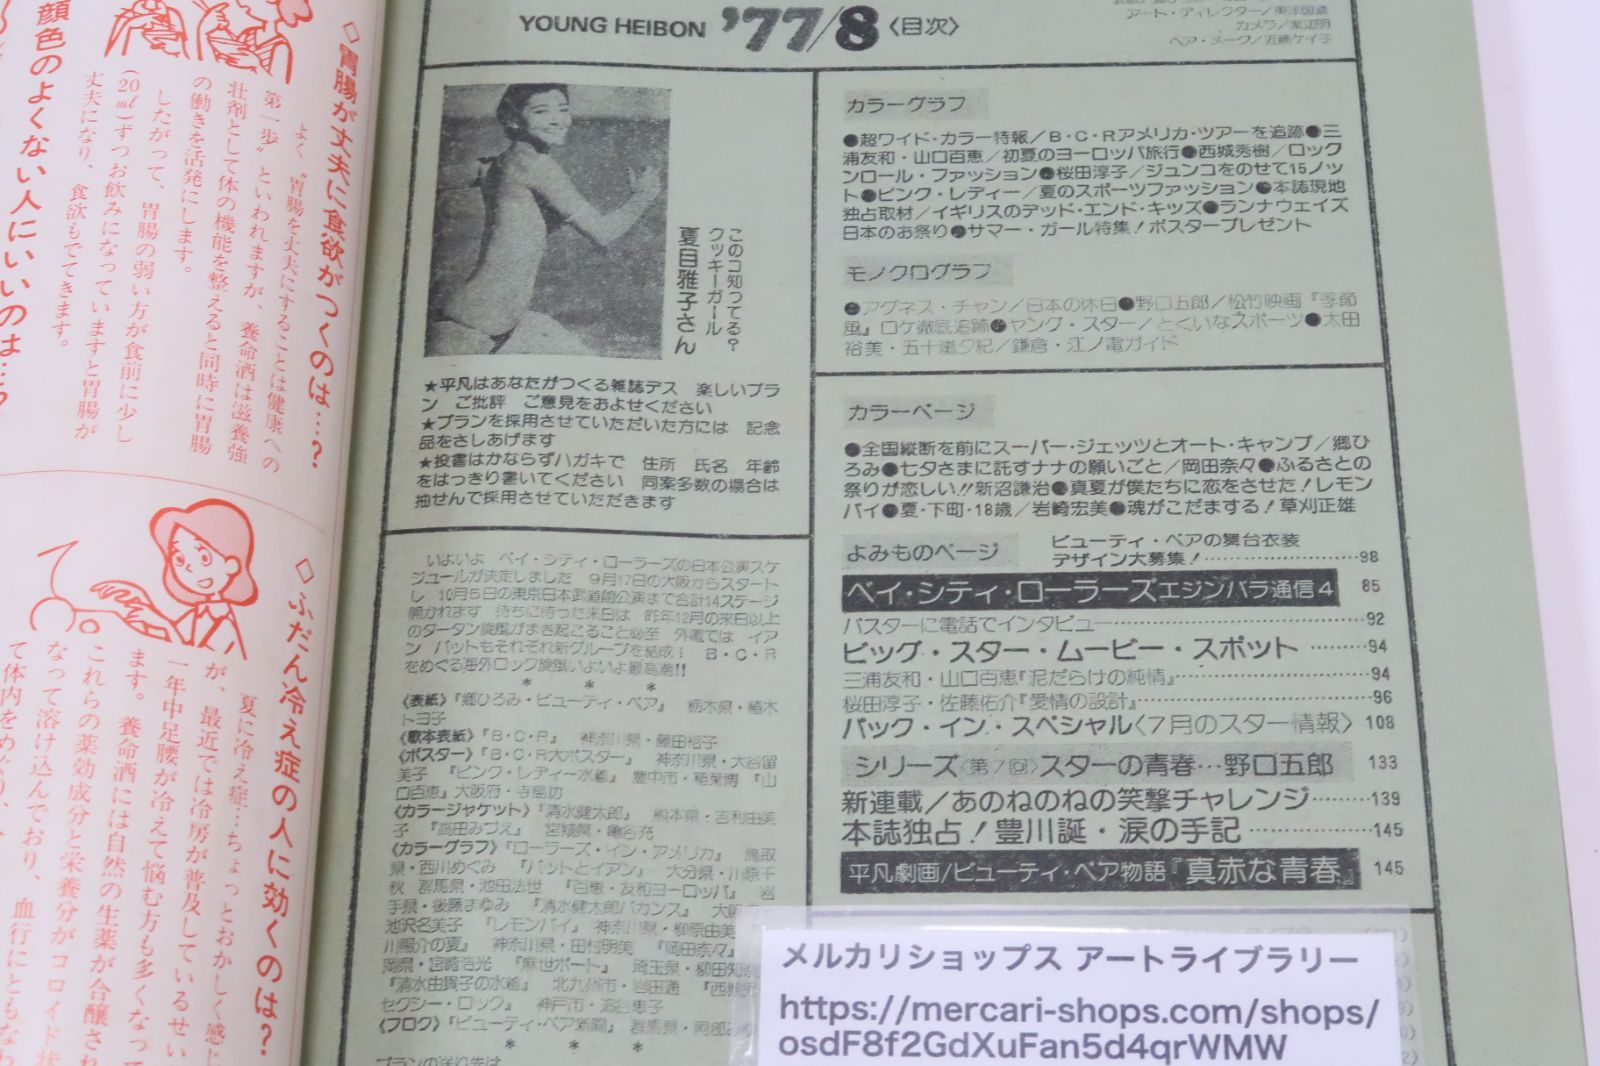 YOUNG HEIBON '77/8〈目次〉
アート・ディレクター/奥津国道
ヘア・メーク/近藤ケイ子
このコ知ってる?
クッキーガール
夏目雅子さん
★平凡はあなたがつくる雑誌デス 楽しいプラ
ン ご批評 ご意見をおよせください
★プランを採用させていただいた方には 記念
品をさしあげます
★投書はかならずハガキで 住所 氏名 年齢
をはっきり書いてください 同案多数の場合は
抽せんで採用させていただきます
いよいよ ベイ・シティ・ローラーズの日本公演スケ
ジュールが決定しました 9月17日の大阪からスタート
し 10月5日の東京日本武道館公演まで合計14ステージ
開かれます 待ちに待った来日は 昨年12月の来日以上
のタータン旋風がまき起こること必至 外電では イア
ン パットもそれぞれ新グループを結成! B・C・R
をめぐる海外ロック旋風いよいよ最高潮!!
* * *
《表紙》『郷ひろみ・ビューティ・ペア』 栃木県・植木
トヨ子
《歌本表紙》『B・C・R』 神奈川県・藤田裕子
《ポスター》『B・C・R大ポスター』 神奈川県・大谷留
美子 『ピンク・レディー水着』 豊中市・稲葉博 『山
口百恵』大阪府・寺島功
《カラージャケット》『清水健太郎』 熊本県・吉利田美
子 『高田みづえ』 宮城県・亀谷充
《カラーグラフ》『ローラーズ・イン・アメリカ』 鳥取
県・西川めぐみ 『パットとイアン』 大分県・川原千
秋 群馬県・池田法世 『百恵・友和ヨーロッパ』 岩
手県・後藤まゆみ 『清水健太郎バカンス』 大阪
池沢名美子 『レモンパイ』 神奈川県・柳原由美
川陽介の夏』 神奈川県・田村明美 『岡田奈々』
岡県・宮崎浩光 『麻世ボート』 埼玉県・柳田知
『清水由貴子の水着』 北九州市・岩田通 『西城
セクシー・ロック』 神戸市・追谷恵子
《フロク》『ビューティ・ペア新聞』 群馬県・阿部
* * *
プランの送り先は
カラーグラフ
●超ワイド・カラー特報/B・C・Rアメリカ・ツアーを追跡●三
浦友和・山口百恵/初夏のヨーロッパ旅行●西城秀樹/ロック
ンロール・ファッション●桜田淳子/ジュンコをのせて15ノッ
ト●ピンク・レディー/夏のスポーツファッション●本誌現地
独占取材/イギリスのデッド・エンド・キッズ●ランナウェイズ
日本のお祭り●サマー・ガール特集!ポスタープレゼント
モノクログラフ
●アグネス・チャン/日本の休日●野口五郎/松竹映画『季節
風』ロケ徹底追跡●ヤング・スター/とくいなスポーツ●太田
裕美・五十嵐夕紀/鎌倉・江ノ電ガイド
カラーページ
●全国縦断を前にスーパー・ジェッツとオート・キャンプ/郷ひ
ろみ●七夕さまに託すナナの願いごと/岡田奈々●ふるさとの
祭りが恋しい!!新沼謙治●真夏が僕たちに恋をさせた!レモン
パイ●夏・下町・18歳/岩崎宏美●魂がこだまする!草刈正雄
よみものページ
ビューティ・ペアの舞台衣装
デザイン大募集!……98
ベイ・シティ・ローラーズエジンバラ通信4 85
バスターに電話でインタビュー……92
ビッグ・スター・ムービー・スポット……94
三浦友和・山口百恵『泥だらけの純情』……94
桜田淳子・佐藤佑介『愛情の設計』……96
パック・イン・スペシャル〈7月のスター情報〉108
シリーズ〈第7回〉スターの青春…野口五郎 133
新連載/あのねのねの笑撃チャレンジ……139
本誌独占!豊川誕・涙の手記……145
平凡劇画/ビューティ・ペア物語『真赤な青春』 145
メルカリショップス アートライブラリー
https://mercari-shops.com/shops/
osdF8f2GdXuFan5d4qrWMW
顔色のよくない人にいいのは…?
◇胃腸が丈夫に食欲がつくのは…?
よく“胃腸を丈夫にすることは健康への
第一歩”といわれますが、養命酒は滋養強
壮剤として体の機能を整えると同時に胃腸
の働きを活発にします。
したがって、胃腸の弱い方が食前に少し
(20㎖)ずつお飲みになっていますと胃腸が
丈夫になり、食欲もでてきます。
◇ふだん冷え症の人に効くのは?
夏に冷え症…ちょっとおかしく感じ
が、最近では冷房が普及しているせい
一年中足腰が冷えて悩む方も多くなって
ます。養命酒には自然の生薬が合醸され
これらの薬効成分と栄養分がコロイド状
なって溶け込んでおり、血行にともな
て体内をめぐり、